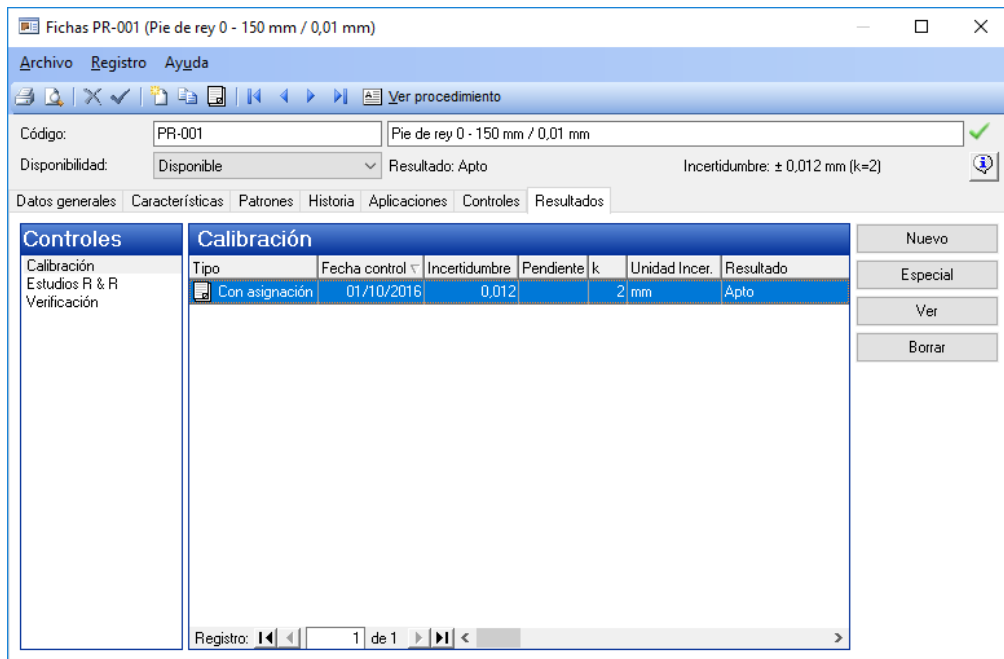 Fichas PR-001 (Pie de rey 0 - 150 mm / 0,01 mm)
Archivo Registro Ayuda
Ver procedimiento
Código: PR-001 Pie de rey 0 - 150 mm / 0,01 mm
Disponibilidad: Disponible Resultado: Apto Incertidumbre: ± 0,012 mm (k=2)
Datos generales Características Patrones Historia Aplicaciones Controles Resultados
Controles
Calibración
Estudios R & R
Verificación
Calibración
Tipo Fecha control Incertidumbre Pendiente k Unidad Incer. Resultado
Con asignación 01/10/2016 0,012 2 mm Apto
Registro: 1 de 1
Nuevo
Especial
Ver
Borrar